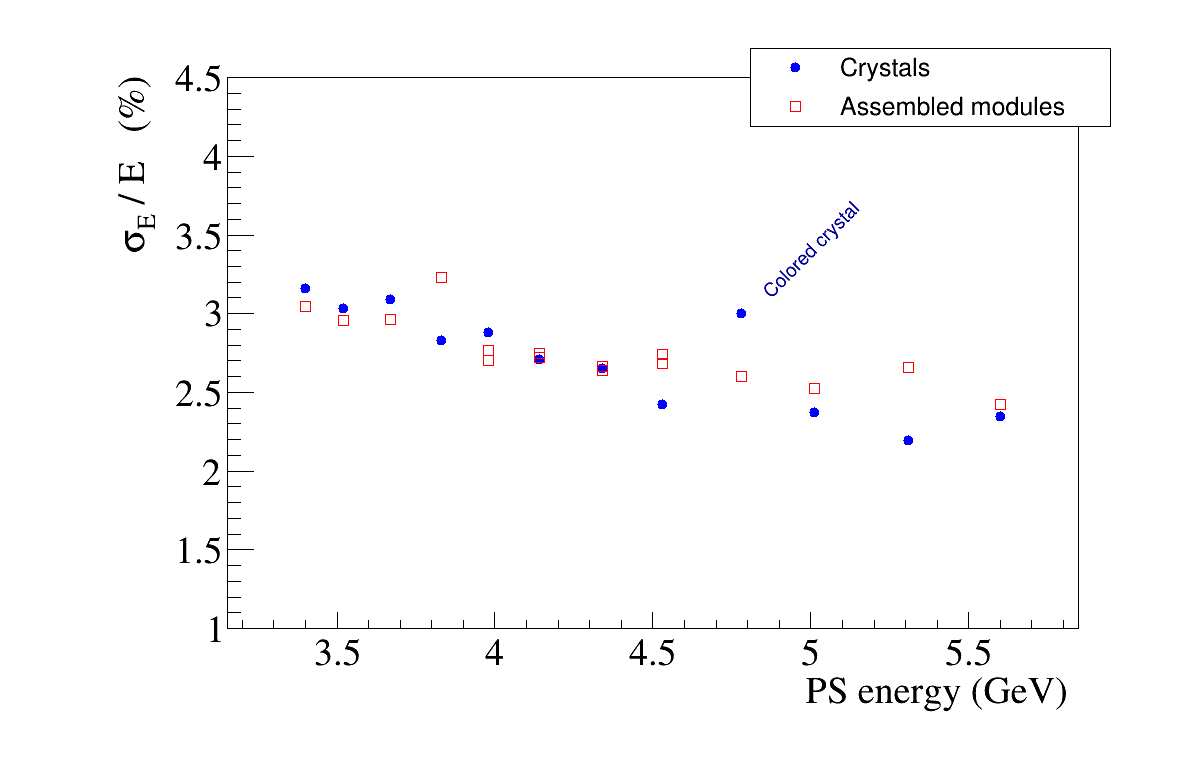 Crystals
Assembled modules
σE / E (%)
4.5
4
3.5
3
2.5
2
1.5
1
Colored crystal
3.5 4 4.5 5 5.5
PS energy (GeV)